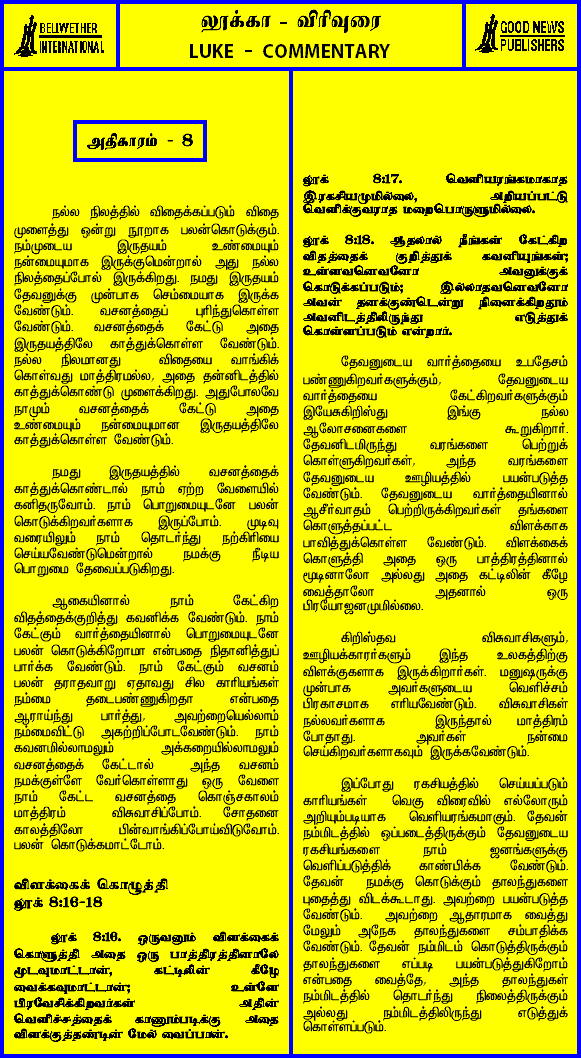 BELWETHER
INTERNATIONAL
லூக்கா - விரிவுரை
LUKE - COMMENTARY
GOOD NEWS
PUBLISHERS
அதிகாரம் - 8
நல்ல நிலத்தில் விதைக்கப்படும் விதை
முளைத்து ஒன்று நூறாக பலன்கொடுக்கும்.
நம்முடைய இருதயம் உண்மையும்
நன்மையுமாக இருக்குமென்றால் அது நல்ல
நிலத்தைப்போல் இருக்கிறது. நமது இருதயம்
தேவனுக்கு முன்பாக செம்மையாக இருக்க
வேண்டும். வசனத்தைப் புரிந்துகொள்ள
வேண்டும். வசனத்தைக் கேட்டு அதை
இருதயத்திலே காத்துக்கொள்ள வேண்டும்.
நல்ல நிலமானது விதையை வாங்கிக்
கொள்வது மாத்திரமல்ல, அதை தன்னிடத்தில்
காத்துக்கொண்டு முளைக்கிறது. அதுபோலவே
நாமும் வசனத்தைக் கேட்டு அதை
உண்மையும் நன்மையுமான இருதயத்திலே
காத்துக்கொள்ள வேண்டும்.
நமது இருதயத்தில் வசனத்தைக்
காத்துக்கொண்டால் நாம் ஏற்ற வேளையில்
கனிதருவோம். நாம் பொறுமையுடனே பலன்
கொடுக்கிறவர்களாக இருப்போம். முடிவு
வரையிலும் நாம் தொடர்ந்து நற்கிரியை
செய்யவேண்டுமென்றால் நமக்கு நீடிய
பொறுமை தேவைப்படுகிறது.
ஆகையினால் நாம் கேட்கிற
விதத்தைக்குறித்து கவனிக்க வேண்டும். நாம்
கேட்கும் வார்த்தையினால் பொறுமையுடனே
பலன் கொடுக்கிறோமா என்பதை நிதானித்துப்
பார்க்க வேண்டும். நாம் கேட்கும் வசனம்
பலன் தராதவாறு ஏதாவது சில காரியங்கள்
நம்மை தடைபண்ணுகிறதா என்பதை
ஆராய்ந்து பார்த்து, அவற்றையெல்லாம்
நம்மைவிட்டு அகற்றிப்போடவேண்டும். நாம்
கவனமில்லாமலும் அக்கறையில்லாமலும்
வசனத்தைக் கேட்டால் அந்த வசனம்
நமக்குள்ளே வேர்கொள்ளாது ஒரு வேளை
நாம் கேட்ட வசனத்தை கொஞ்சகாலம்
மாத்திரம் விசுவாசிப்போம். சோதனை
காலத்திலோ பின்வாங்கிப்போய்விடுவோம்.
பலன் கொடுக்கமாட்டோம்.
விளக்கைக் கொழுத்தி
லூக் 8:16-18
லூக் 8:16. ஒருவனும் விளக்கைக்
கொளுத்தி அதை ஒரு பாத்திரத்தினாலே
மூடவுமாட்டான், கட்டிலின் கீழே
வைக்கவுமாட்டான்; உள்ளே
பிரவேசிக்கிறவர்கள் அதின்
வெளிச்சத்தைக் காணும்படிக்கு அதை
விளக்குத்தண்டின் மேல் வைப்பான்.
லூக் 8:17. வெளியரங்கமாகாத
இரகசியமுமில்லை, அறியப்பட்டு
வெளிக்குவராத மறைபொருளுமில்லை.
லூக் 8:18. ஆதலால் நீங்கள் கேட்கிற
விதத்தைக் குறித்துக் கவனியுங்கள்;
உள்ளவனெவனோ அவனுக்குக்
கொடுக்கப்படும்; இல்லாதவனெவனோ
அவன் தனக்குண்டென்று நினைக்கிறதும்
அவனிடத்திலிருந்து எடுத்துக்
கொள்ளப்படும் என்றார்.
தேவனுடைய வார்த்தையை உபதேசம்
பண்ணுகிறவர்களுக்கும், தேவனுடைய
வார்த்தையை கேட்கிறவர்களுக்கும்
இயேசுகிறிஸ்து இங்கு நல்ல
ஆலோசனைகளை கூறுகிறார்.
தேவனிடமிருந்து வரங்களை பெற்றுக்
கொள்ளுகிறவர்கள், அந்த வரங்களை
தேவனுடைய ஊழியத்தில் பயன்படுத்த
வேண்டும். தேவனுடைய வார்த்தையினால்
ஆசீர்வாதம் பெற்றிருக்கிறவர்கள் தங்களை
கொளுத்தப்பட்ட விளக்காக
பாவித்துக்கொள்ள வேண்டும். விளக்கைக்
கொளுத்தி அதை ஒரு பாத்திரத்தினால்
மூடினாலோ அல்லது அதை கட்டிலின் கீழே
வைத்தாலோ அதனால் ஒரு
பிரயோஜனமுமில்லை.
கிறிஸ்தவ விசுவாசிகளும்,
ஊழியக்காரர்களும் இந்த உலகத்திற்கு
விளக்குகளாக இருக்கிறார்கள். மனுஷருக்கு
முன்பாக அவர்களுடைய வெளிச்சம்
பிரகாசமாக எரியவேண்டும். விசுவாசிகள்
நல்லவர்களாக இருந்தால் மாத்திரம்
போதாது. அவர்கள் நன்மை
செய்கிறவர்களாகவும் இருக்கவேண்டும்.
இப்போது ரகசியத்தில் செய்யப்படும்
காரியங்கள் வெகு விரைவில் எல்லோரும்
அறியும்படியாக வெளியரங்கமாகும். தேவன்
நம்மிடத்தில் ஒப்படைத்திருக்கும் தேவனுடைய
ரகசியங்களை நாம் ஜனங்களுக்கு
வெளிப்படுத்திக் காண்பிக்க வேண்டும்.
தேவன் நமக்கு கொடுக்கும் தாலந்துகளை
புதைத்து விடக்கூடாது. அவற்றை பயன்படுத்த
வேண்டும். அவற்றை ஆதாரமாக வைத்து
மேலும் அநேக தாலந்துகளை சம்பாதிக்க
வேண்டும். தேவன் நம்மிடம் கொடுத்திருக்கும்
தாலந்துகளை எப்படி பயன்படுத்துகிறோம்
என்பதை வைத்தே, அந்த தாலந்துகள்
நம்மிடத்தில் தொடர்ந்து நிலைத்திருக்கும்
அல்லது நம்மிடத்திலிருந்து எடுத்துக்
கொள்ளப்படும்.